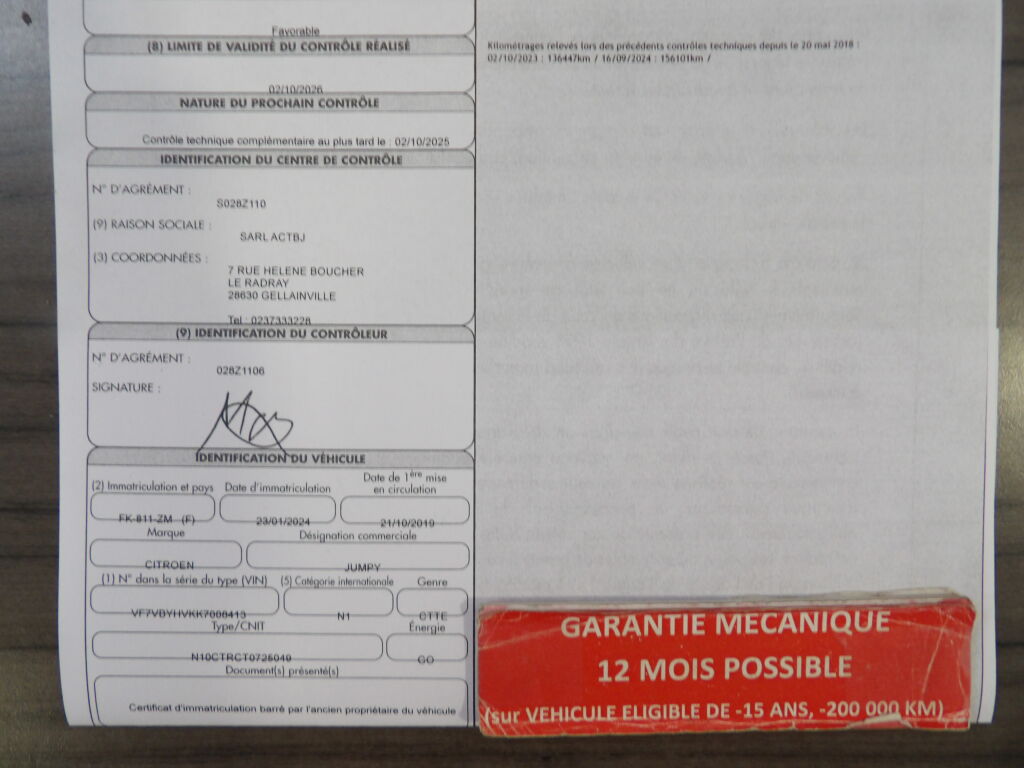 Favorable
(8) LIMITE DE VALIDITÉ DU CONTRÔLE RÉALISÉ
02/10/2026
NATURE DU PROCHAIN CONTRÔLE
Contrôle technique complémentaire au plus tard le : 02/10/2025
IDENTIFICATION DU CENTRE DE CONTRÔLE
N° D'AGRÉMENT :
S028Z110
(9) RAISON SOCIALE :
SARL ACTBJ
(3) COORDONNÉES :
7 RUE HELENE BOUCHER
LE RADRAY
28630 GELLAINVILLE
Tel : 0237333228
(9) IDENTIFICATION DU CONTRÔLEUR
N° D'AGRÉMENT :
028Z1106
SIGNATURE :
IDENTIFICATION DU VÉHICULE
(2) Immatriculation et pays Date d'immatriculation Date de 1ère mise en circulation
FK-811-ZM (F) 23/01/2024 21/10/2019
Marque Désignation commerciale
CITROEN JUMPY
(1) N° dans la série du type (VIN) (5) Catégorie internationale Genre
VF7VBYHVKK7008413 N1 CTTE
Type/CNIT Énergie
N10CTRCT0725049 GO
Document(s) présenté(s)
Certificat d'immatriculation barré par l'ancien propriétaire du véhicule
Kilométrages relevés lors des précédents contrôles techniques depuis le 20 mai 2018 :
02/10/2023 : 136447km / 16/09/2024 : 156101km /
GARANTIE MECANIQUE
12 MOIS POSSIBLE
(sur VEHICULE ELIGIBLE DE -15 ANS, -200 000 KM)